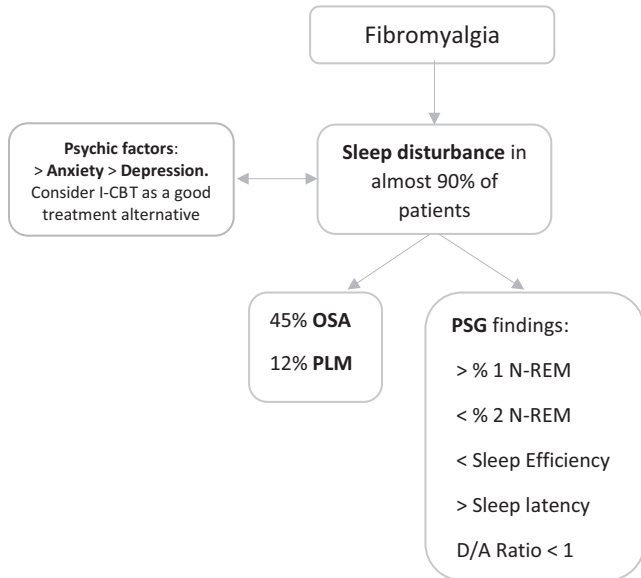 Fibromyalgia
Psychic factors:
> Anxiety > Depression.
Consider I-CBT as a good
treatment alternative
Sleep disturbance in
almost 90% of
patients
45% OSA
12% PLM
PSG findings:
> % 1 N-REM
< % 2 N-REM
< Sleep Efficiency
> Sleep latency
D/A Ratio < 1